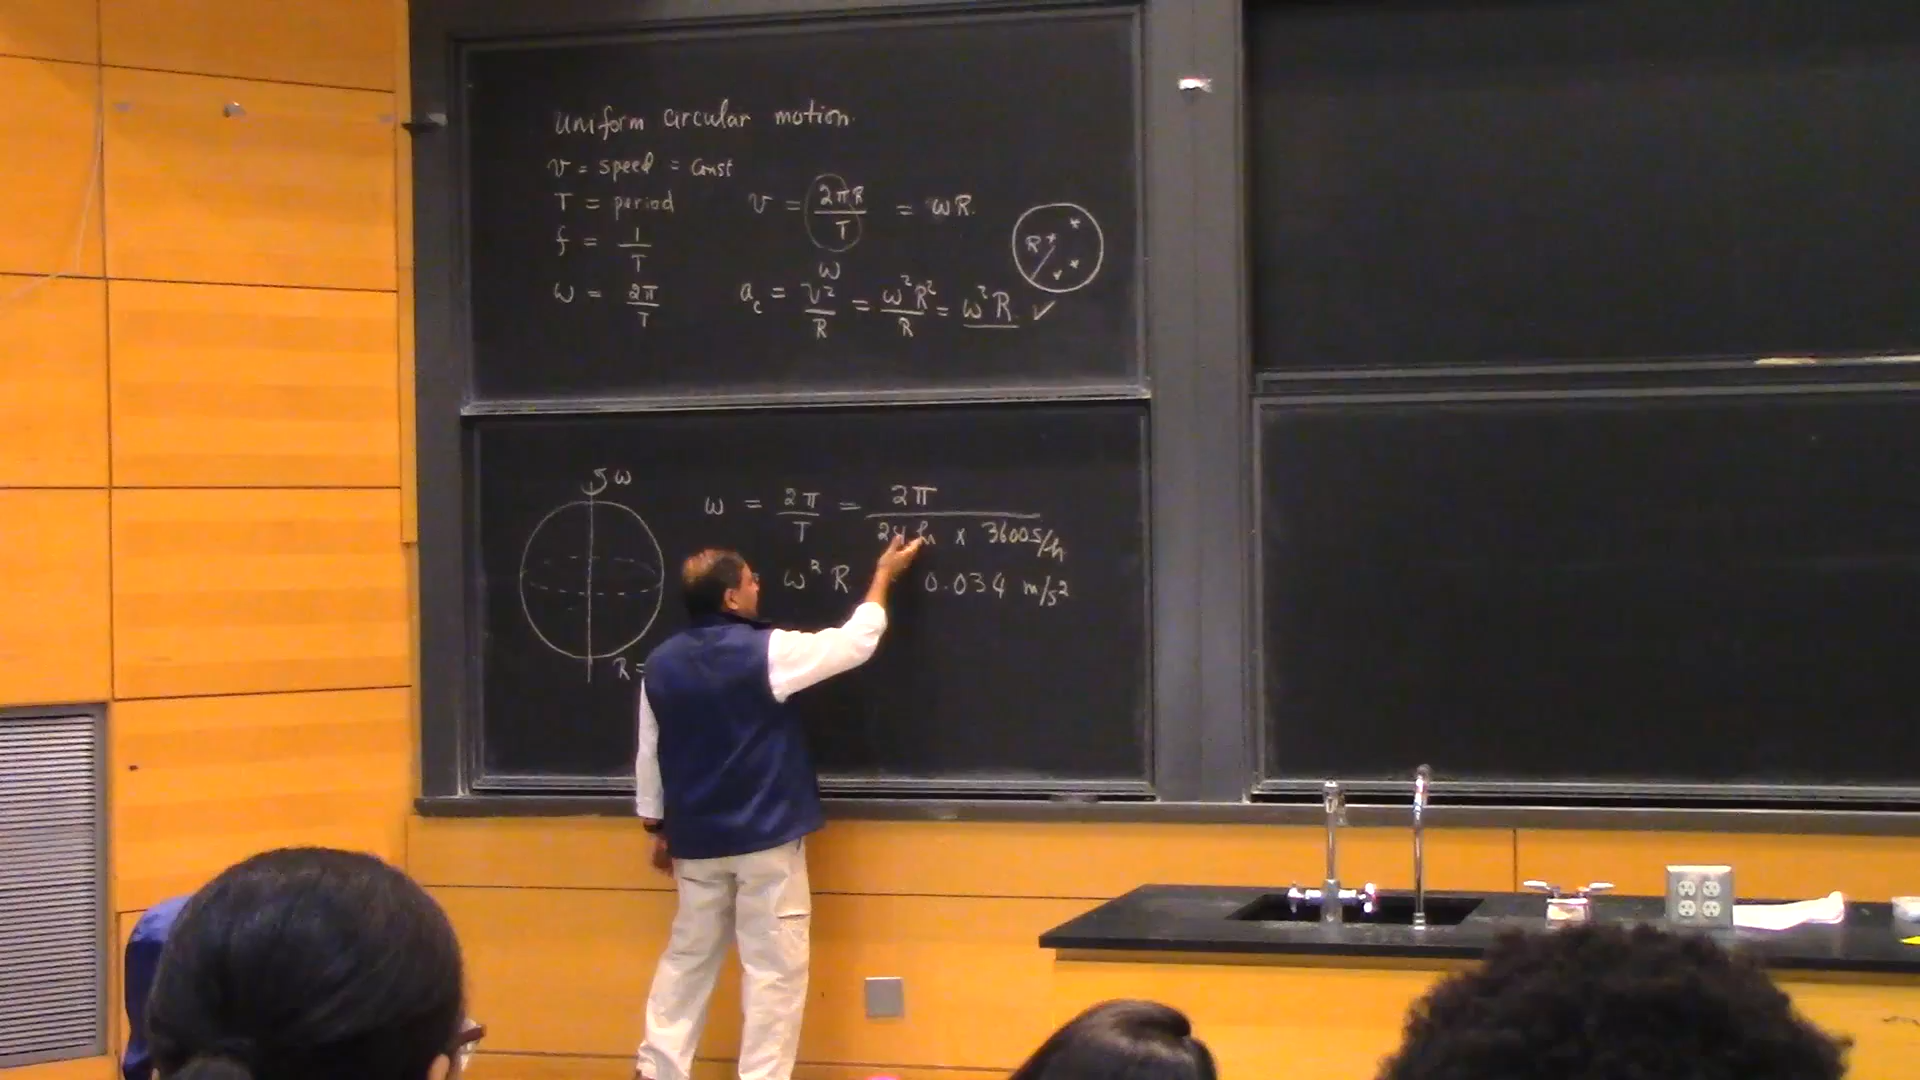 Uniform circular motion.
v = speed = const
T = period
v = 2πR/T = ωR.
f = 1/T
ω
R
ω = 2π/T
a_c = v²/R = ω²R²/R = ω²R ✓
ω
ω = 2π/T = 2π/(24 h × 3600 s/h)
ω² R
0.034 m/s²
R =